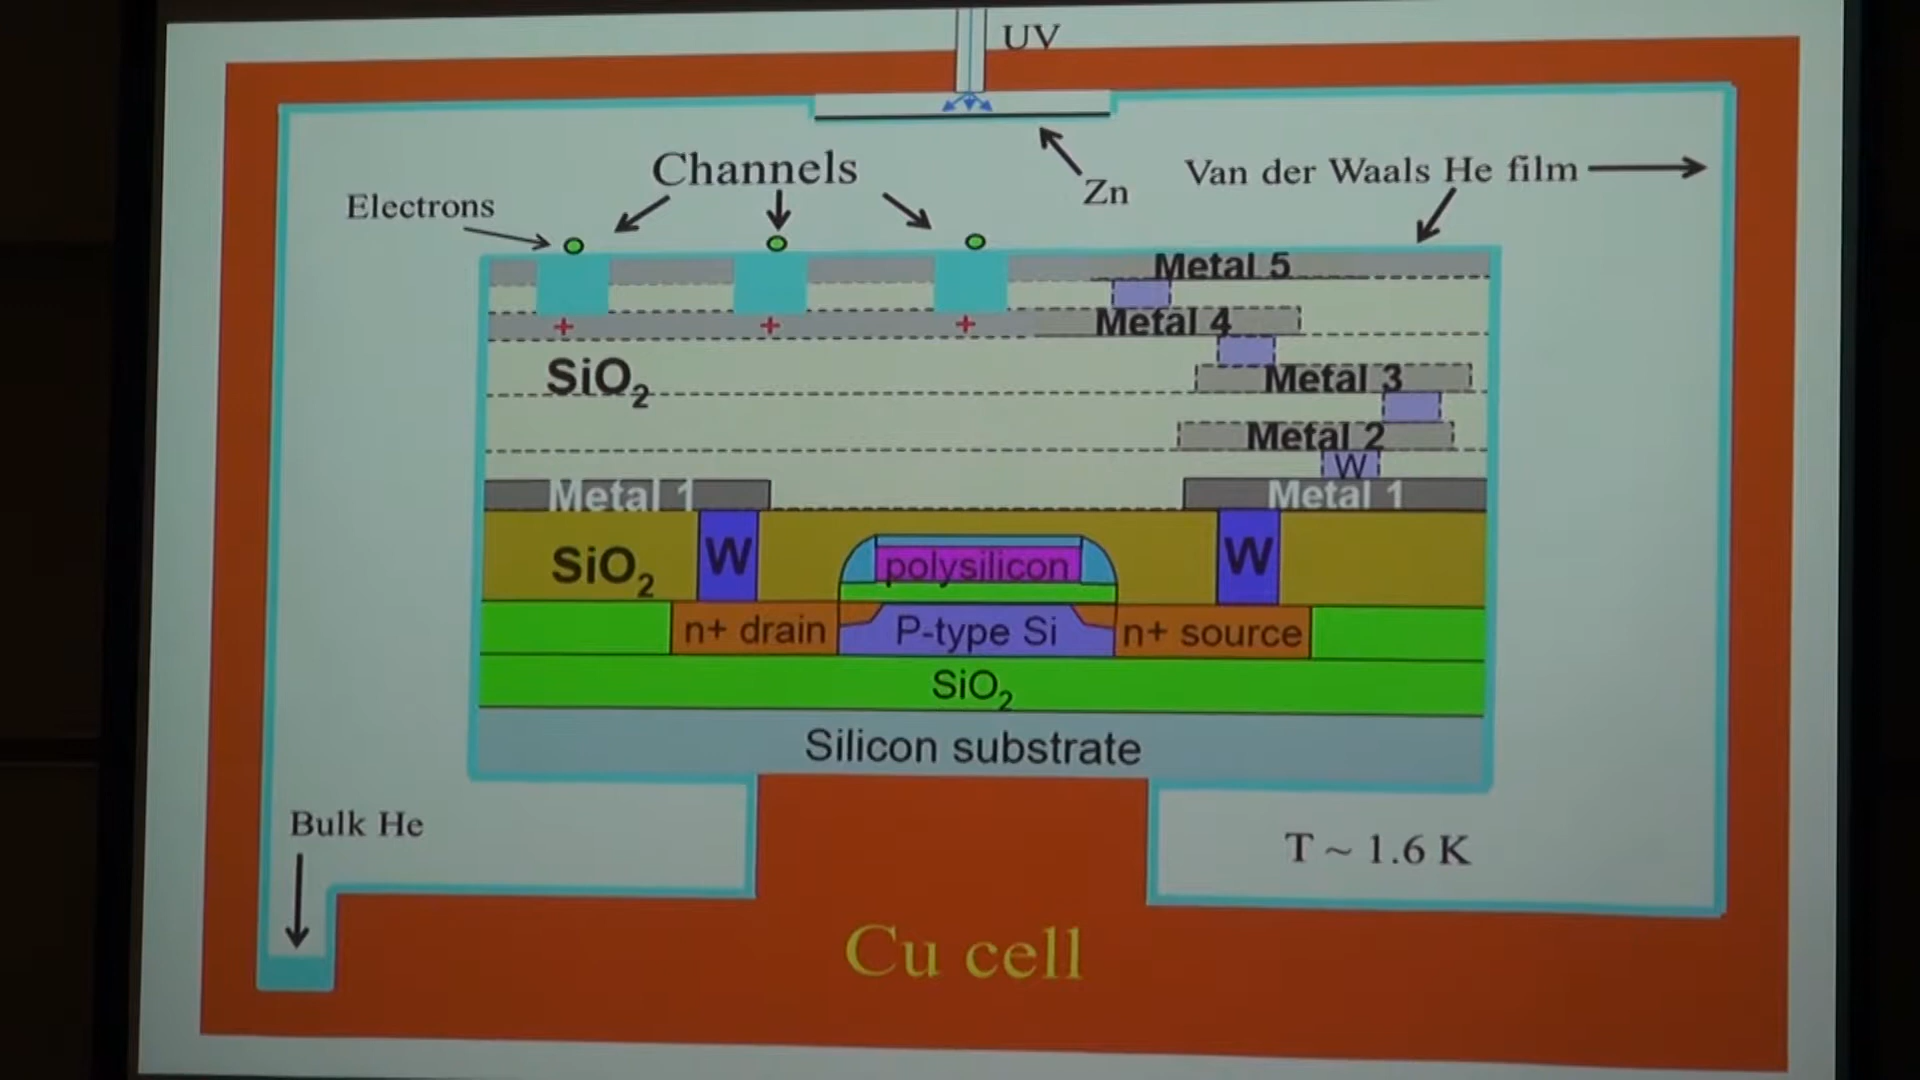 UV
Channels
Electrons
Zn
Van der Waals He film
Metal 5
+ + +
Metal 4
SiO₂
Metal 3
Metal 2
W
Metal 1
Metal 1
SiO₂
W
polysilicon
W
n+ drain
P-type Si
n+ source
SiO₂
Silicon substrate
Bulk He
T ~ 1.6 K
Cu cell